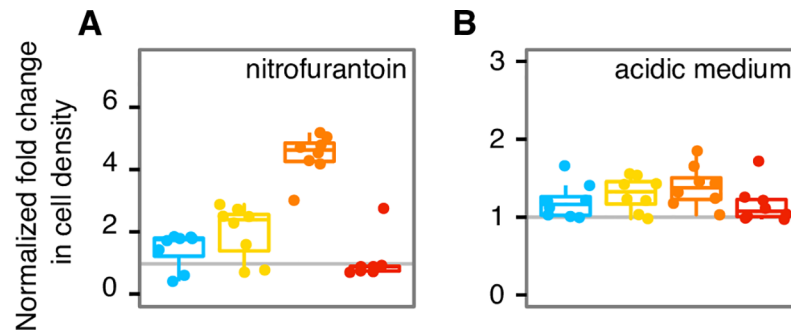 A
Normalized fold change
in cell density
nitrofurantoin
6
4
2
0
B
acidic medium
3
2
1
0